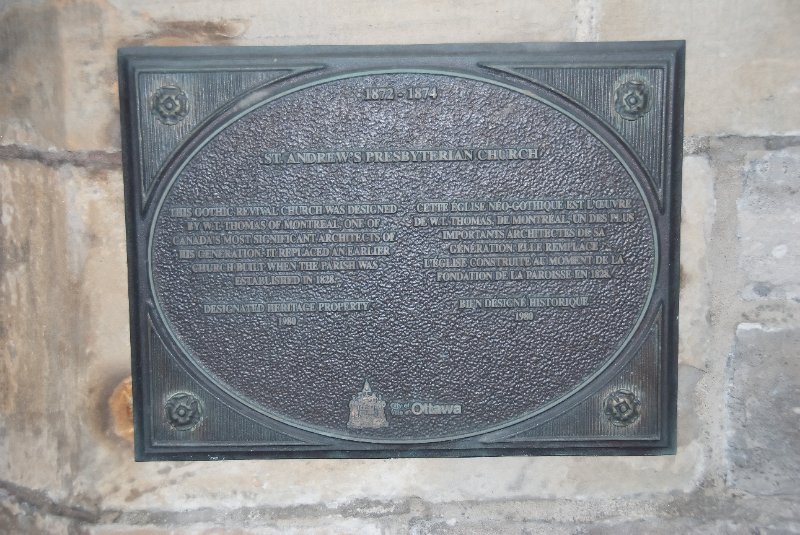 1872 - 1874
ST. ANDREW'S PRESBYTERIAN CHURCH
THIS GOTHIC REVIVAL CHURCH WAS DESIGNED
BY W.T. THOMAS OF MONTREAL, ONE OF
CANADA'S MOST SIGNIFICANT ARCHITECTS OF
HIS GENERATION. IT REPLACED AN EARLIER
CHURCH BUILT WHEN THE PARISH WAS
ESTABLISHED IN 1828.
DESIGNATED HERITAGE PROPERTY
1980
CETTE ÉGLISE NÉO-GOTHIQUE EST L'ŒUVRE
DE W.T. THOMAS, DE MONTRÉAL, UN DES PLUS
IMPORTANTS ARCHITECTES DE SA
GÉNÉRATION. ELLE REMPLACE
L'ÉGLISE CONSTRUITE AU MOMENT DE LA
FONDATION DE LA PAROISSE EN 1828.
BIEN DÉSIGNÉ HISTORIQUE
1980
Ottawa